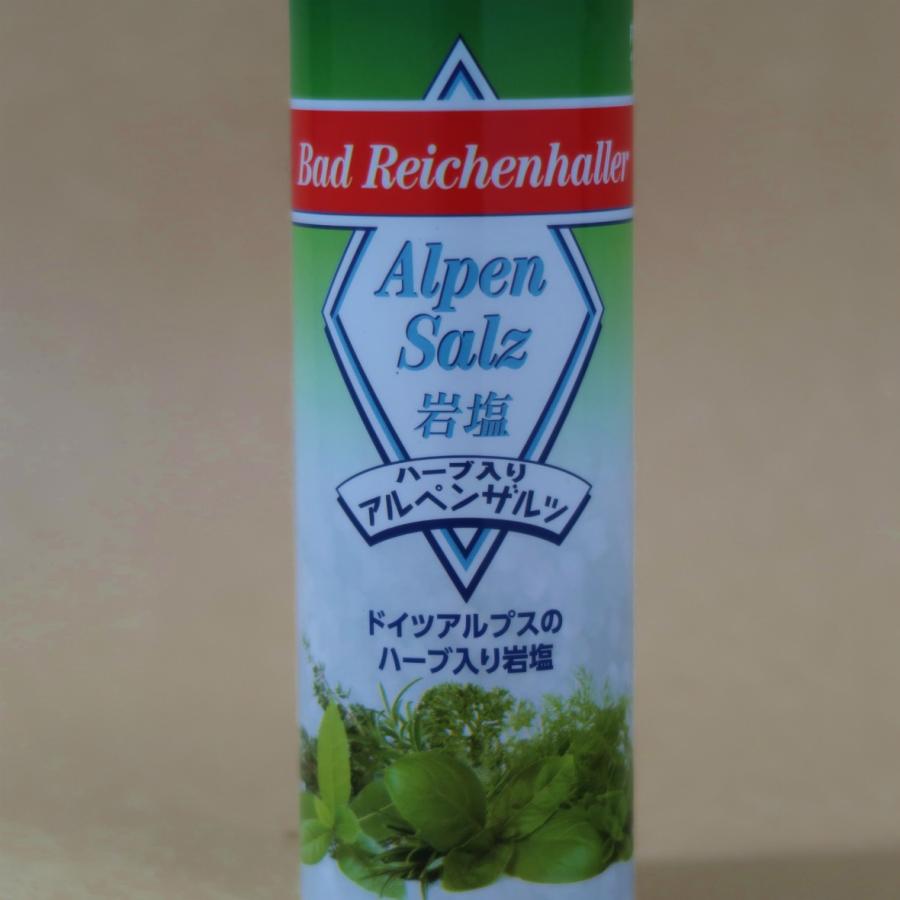 Bad Reichenhaller
Alpen
Salz
岩塩
ハーブ入り
アルペンザルツ
ドイツアルプスの
ハーブ入り岩塩